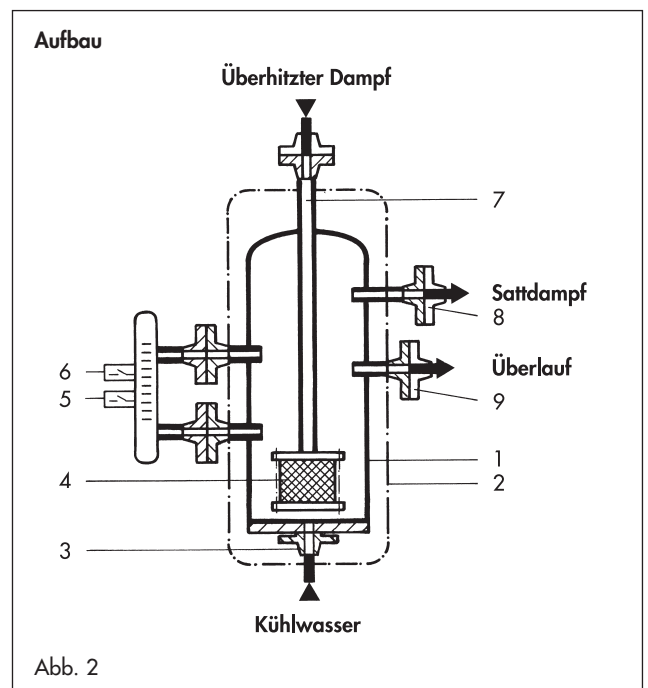 Aufbau
Überhitzter Dampf
7
Sattdampf
8
Überlauf
6
5
9
1
4
2
3
Kühlwasser
Abb. 2